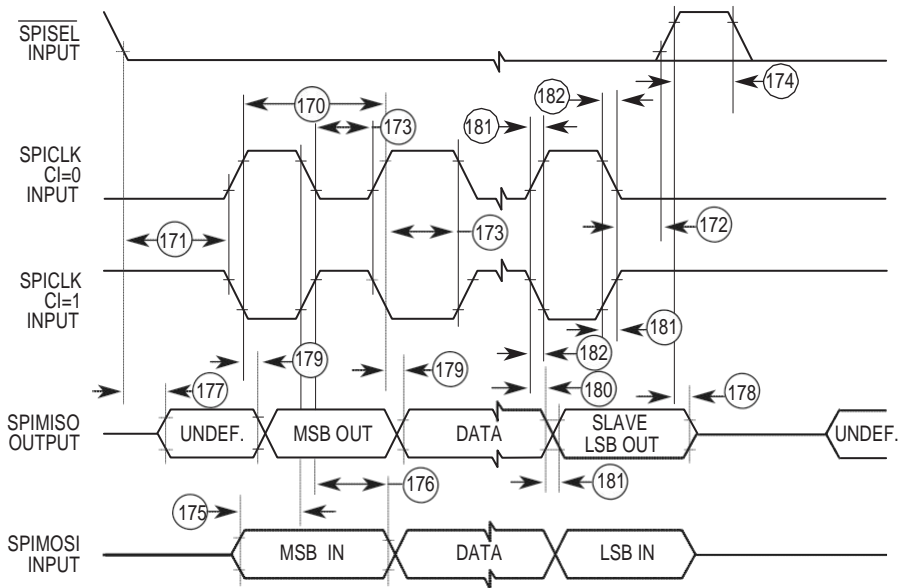 SPISEL
INPUT
174
182
170
181
173
SPICLK
CI=0
INPUT
171
173
172
SPICLK
CI=1
INPUT
181
182
179
179
180
177
178
SPIMISO
OUTPUT
UNDEF.
MSB OUT
DATA
SLAVE
LSB OUT
UNDEF.
181
176
175
SPIMOSI
INPUT
MSB IN
DATA
LSB IN